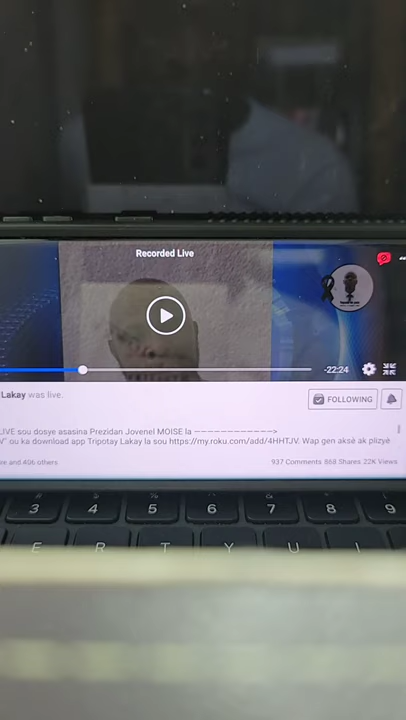 Recorded Live
-22:24
Lakay was live.
FOLLOWING
LIVE sou dosye asasina Prezidan Jovenel MOISE la ———————————>
V" ou ka download app Tripotay Lakay la sou https://my.roku.com/add/4HHTJV. Wap gen aksè ak plizyè
re and 406 others
937 Comments 868 Shares 22K Views
3 4 5 6 7 8 9
E R T Y U I